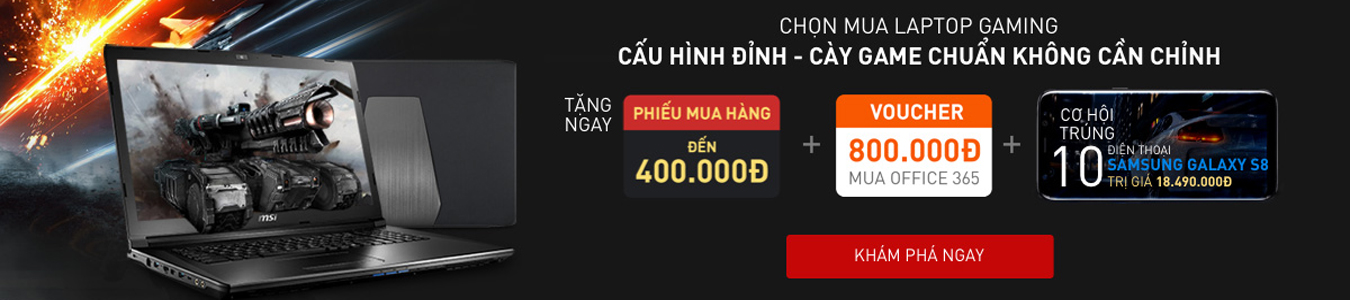 CHỌN MUA LAPTOP GAMING
CẤU HÌNH ĐỈNH - CÀY GAME CHUẨN KHÔNG CẦN CHỈNH
TẶNG
NGAY
PHIẾU MUA HÀNG
ĐẾN
400.000Đ
+
VOUCHER
800.000Đ
MUA OFFICE 365
+
CƠ HỘI
TRÚNG
10 ĐIỆN THOẠI
SAMSUNG GALAXY S8
TRỊ GIÁ 18.490.000Đ
KHÁM PHÁ NGAY
msi